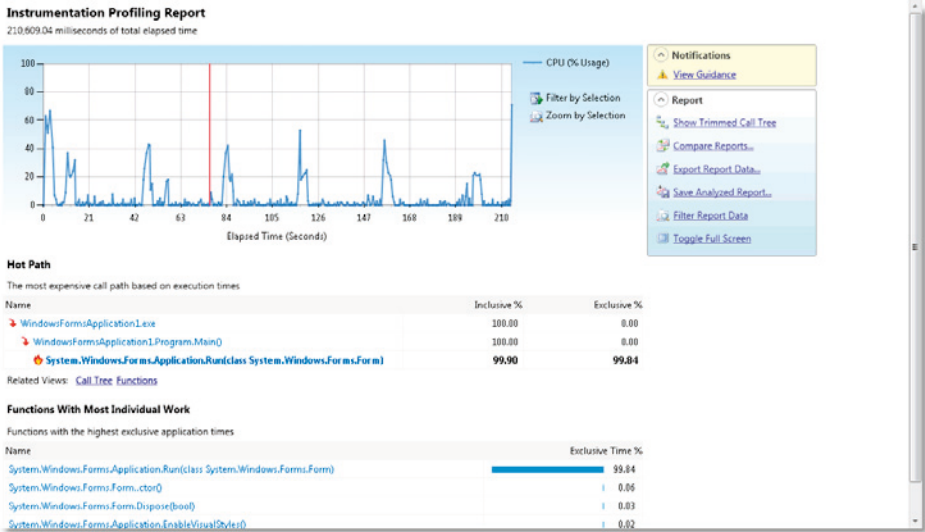 Instrumentation Profiling Report
210,609.04 milliseconds of total elapsed time
100
80
60
40
20
0
0 21 42 63 84 105 126 147 168 189 210
Elapsed Time (Seconds)
CPU (% Usage)
Filter by Selection
Zoom by Selection
Notifications
View Guidance
Report
Show Trimmed Call Tree
Compare Reports...
Export Report Data...
Save Analyzed Report...
Filter Report Data
Toggle Full Screen
Hot Path
The most expensive call path based on execution times
Name Inclusive % Exclusive %
WindowsFormsApplication1.exe 100.00 0.00
WindowsFormsApplication1.Program.Main() 100.00 0.00
System.Windows.Forms.Application.Run(class System.Windows.Forms.Form) 99.90 99.84
Related Views: Call Tree Functions
Functions With Most Individual Work
Functions with the highest exclusive application times
Name Exclusive Time %
System.Windows.Forms.Application.Run(class System.Windows.Forms.Form) 99.84
System.Windows.Forms.Form..ctor() 0.06
System.Windows.Forms.Form.Dispose(bool) 0.03
System.Windows.Forms.Application.EnableVisualStyles() 0.02